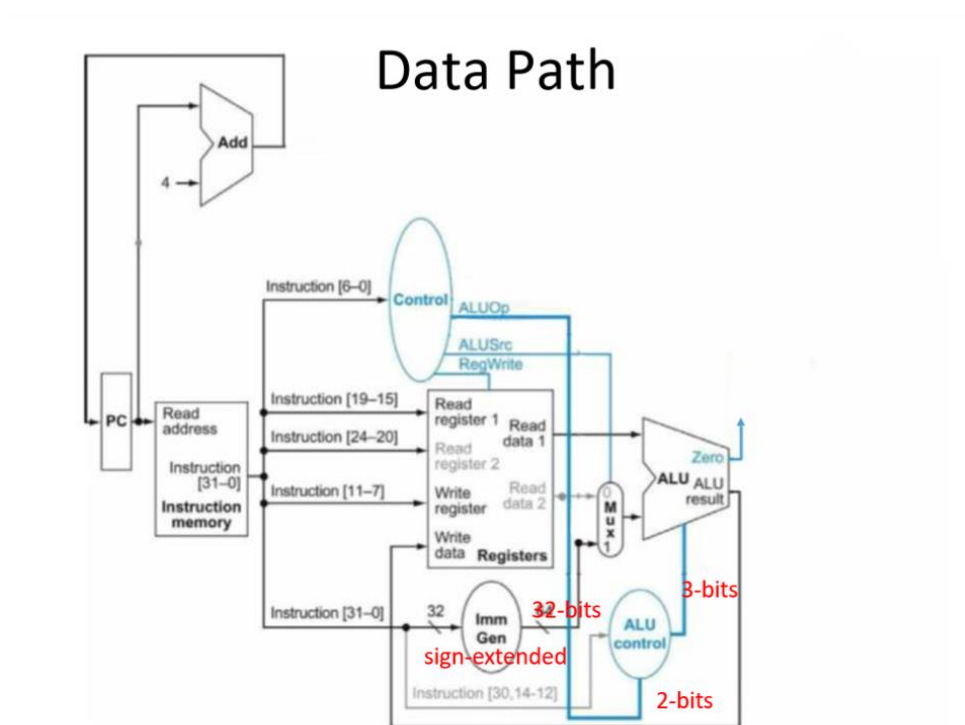 Data Path
Add
4
Instruction [6–0]
Control
ALUOp
ALUSrc
RegWrite
PC
Read
address
Instruction
[31–0]
Instruction
memory
Instruction [19–15]
Instruction [24–20]
Instruction [11–7]
Read
register 1
Read
data 1
Read
register 2
Write
register
Read
data 2
Write
data
Registers
0
M
u
x
1
Zero
ALU
ALU
result
Instruction [31–0]
32
Imm
Gen
32-bits
sign-extended
ALU
control
3-bits
Instruction [30,14-12]
2-bits